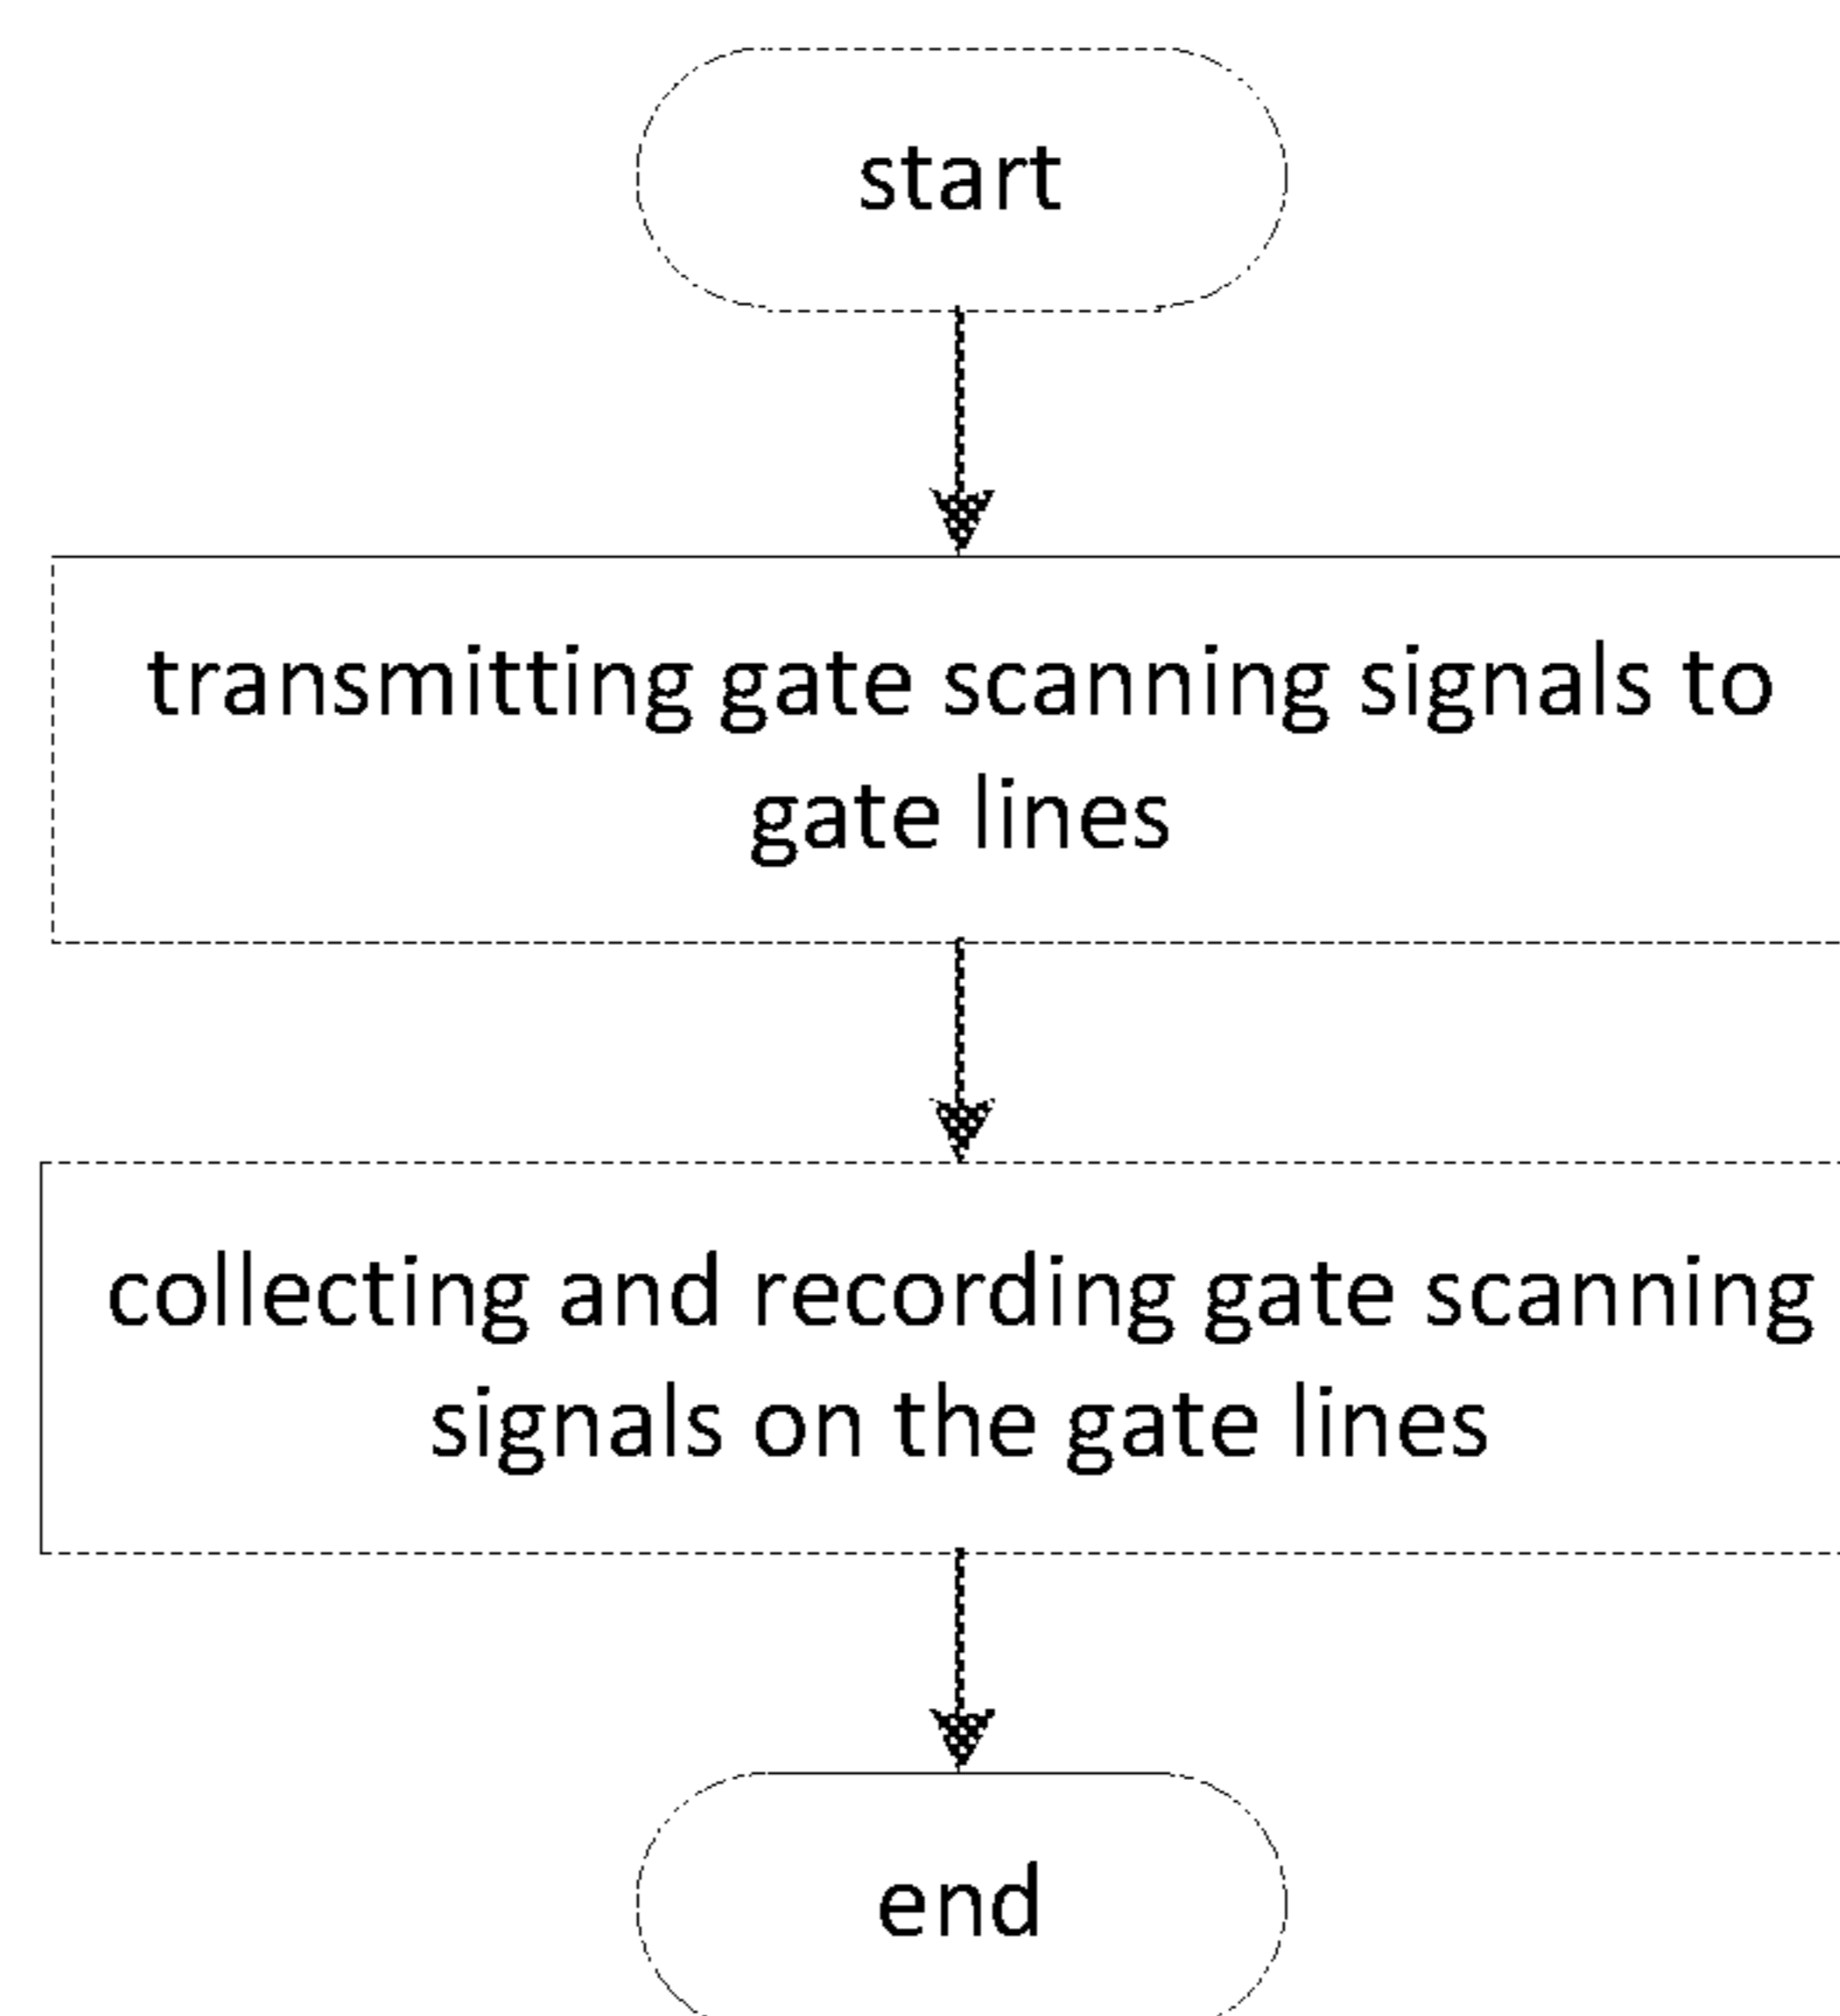 start
transmitting gate scanning signals to
gate lines
collecting and recording gate scanning
signals on the gate lines
end